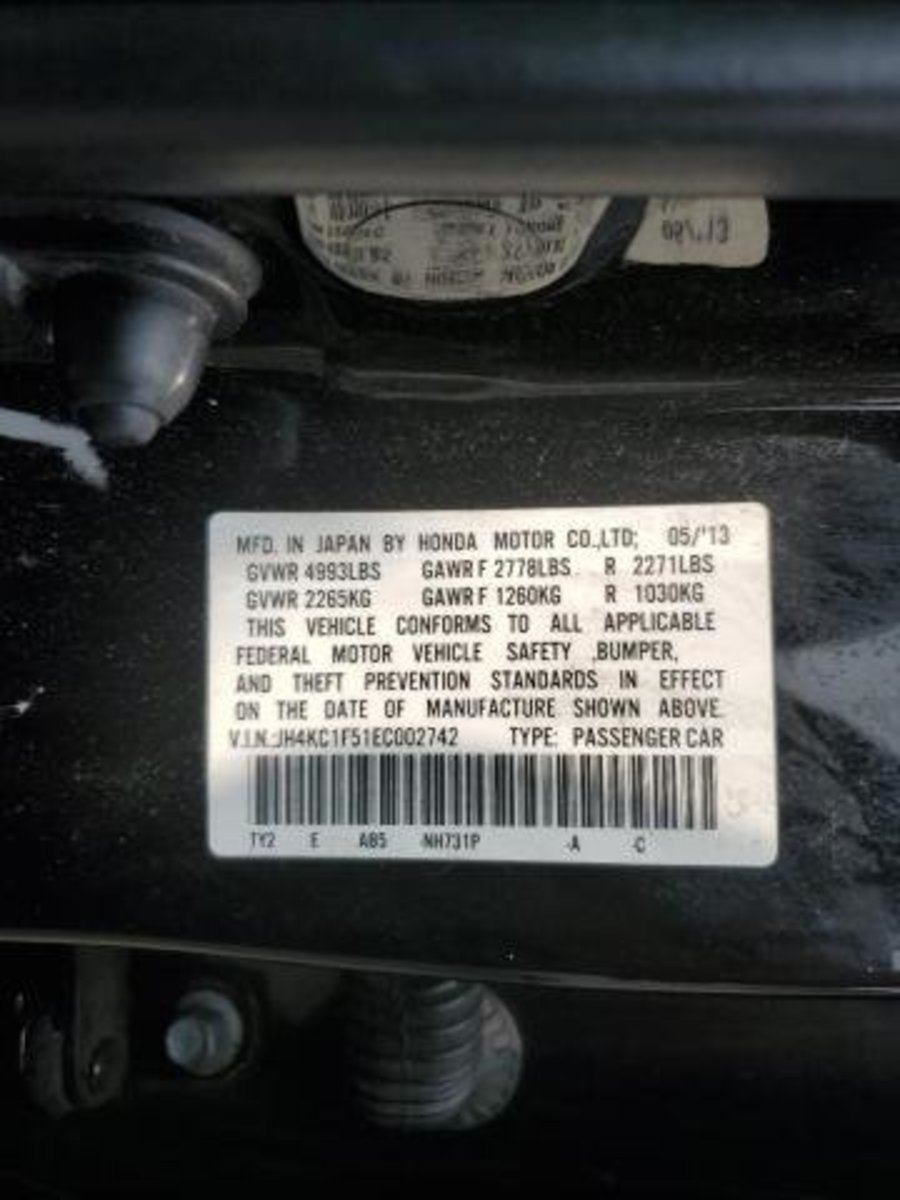 MFD. IN JAPAN BY HONDA MOTOR CO.,LTD; 05/'13
GVWR 4993LBS GAWR F 2778LBS R 2271LBS
GVWR 2265KG GAWR F 1260KG R 1030KG
THIS VEHICLE CONFORMS TO ALL APPLICABLE
FEDERAL MOTOR VEHICLE SAFETY ,BUMPER,
AND THEFT PREVENTION STANDARDS IN EFFECT
ON THE DATE OF MANUFACTURE SHOWN ABOVE.
V.I.N.:JH4KC1F51EC002742 TYPE: PASSENGER CAR
TY2 E AB5 NH731P A C